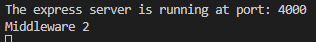 The express server is running at port: 4000
Middleware 2